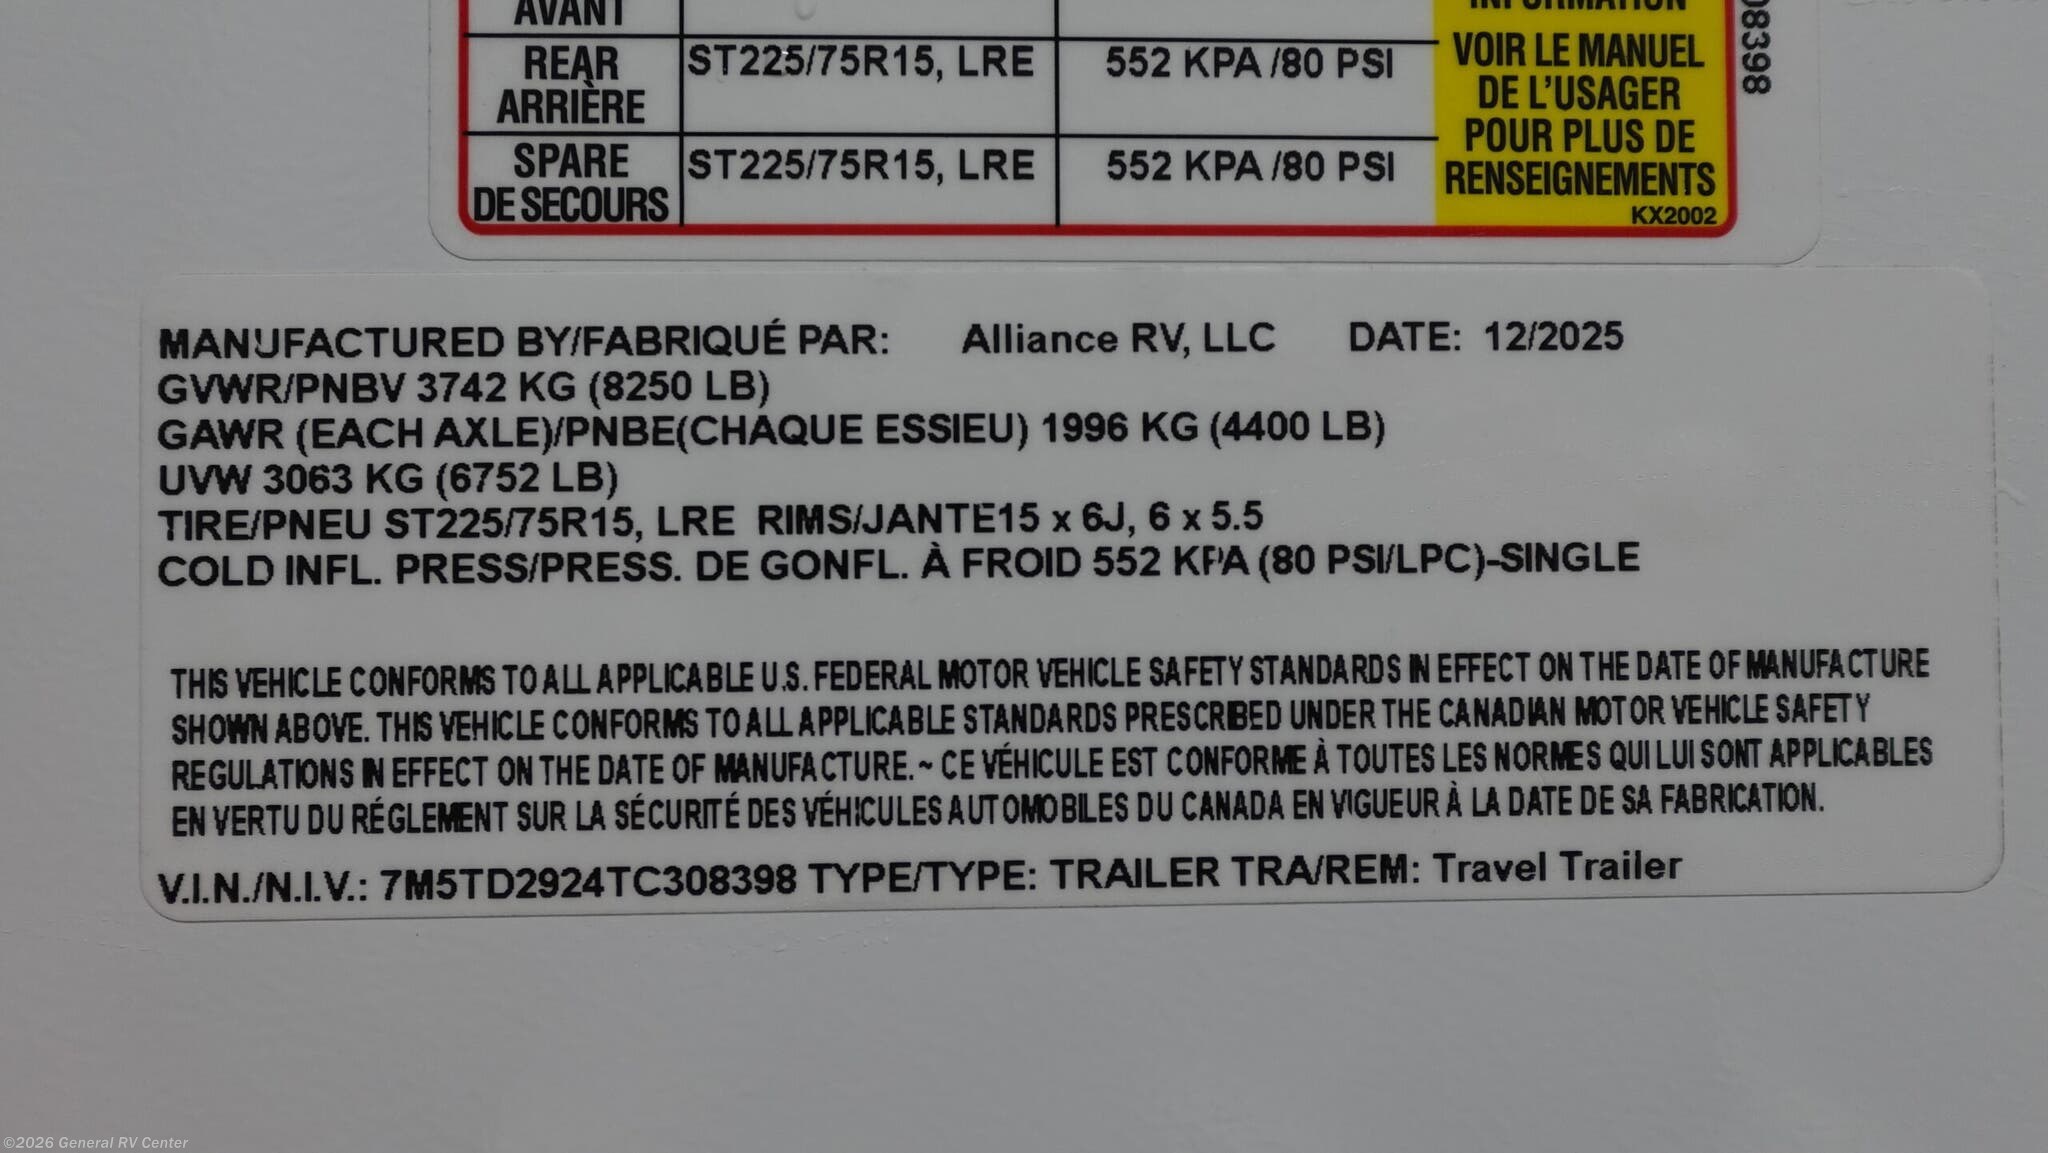 AVANT
INFORMATION
REAR
ARRIÈRE
ST225/75R15, LRE
552 KPA /80 PSI
SPARE
DE SECOURS
ST225/75R15, LRE
552 KPA /80 PSI
VOIR LE MANUEL
DE L'USAGER
POUR PLUS DE
RENSEIGNEMENTS
KX2002
08398
MANUFACTURED BY/FABRIQUÉ PAR: Alliance RV, LLC DATE: 12/2025
GVWR/PNBV 3742 KG (8250 LB)
GAWR (EACH AXLE)/PNBE(CHAQUE ESSIEU) 1996 KG (4400 LB)
UVW 3063 KG (6752 LB)
TIRE/PNEU ST225/75R15, LRE RIMS/JANTE15 x 6J, 6 x 5.5
COLD INFL. PRESS/PRESS. DE GONFL. À FROID 552 KPA (80 PSI/LPC)-SINGLE
THIS VEHICLE CONFORMS TO ALL APPLICABLE U.S. FEDERAL MOTOR VEHICLE SAFETY STANDARDS IN EFFECT ON THE DATE OF MANUFACTURE
SHOWN ABOVE. THIS VEHICLE CONFORMS TO ALL APPLICABLE STANDARDS PRESCRIBED UNDER THE CANADIAN MOTOR VEHICLE SAFETY
REGULATIONS IN EFFECT ON THE DATE OF MANUFACTURE. ~ CE VÉHICULE EST CONFORME À TOUTES LES NORMES QUI LUI SONT APPLICABLES
EN VERTU DU RÉGLEMENT SUR LA SÉCURITÉ DES VÉHICULES AUTOMOBILES DU CANADA EN VIGUEUR À LA DATE DE SA FABRICATION.
V.I.N./N.I.V.: 7M5TD2924TC308398 TYPE/TYPE: TRAILER TRA/REM: Travel Trailer
©2026 General RV Center